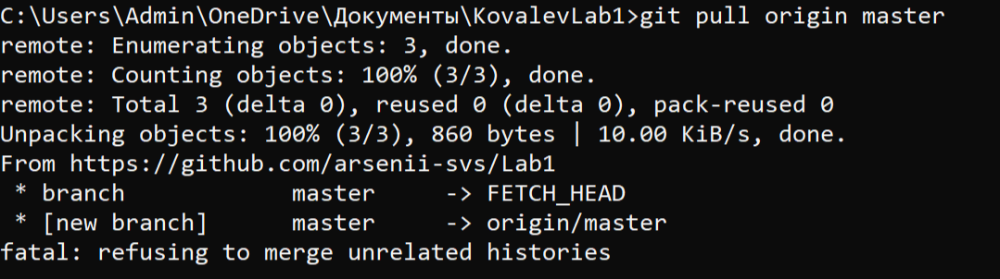 C:\Users\Admin\OneDrive\Документы\KovalevLab1>git pull origin master
remote: Enumerating objects: 3, done.
remote: Counting objects: 100% (3/3), done.
remote: Total 3 (delta 0), reused 0 (delta 0), pack-reused 0
Unpacking objects: 100% (3/3), 860 bytes | 10.00 KiB/s, done.
From https://github.com/arsenii-svs/Lab1
 * branch            master     -> FETCH_HEAD
 * [new branch]      master     -> origin/master
fatal: refusing to merge unrelated histories